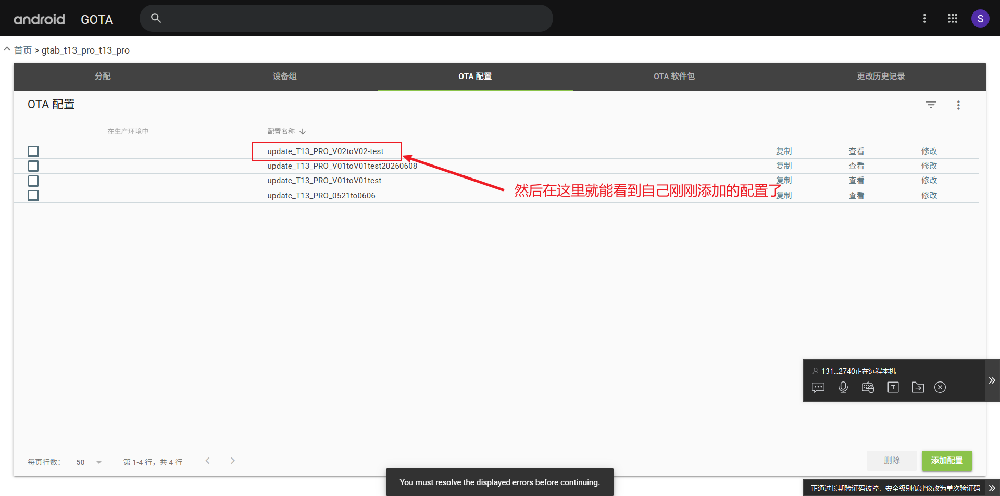 android GOTA
S
首页 > gtab_t13_pro_t13_pro
分配 设备组 OTA 配置 OTA 软件包 更改历史记录
OTA 配置
在生产环境中 配置名称
update_T13_PRO_V02toV02-test 复制 查看 修改
update_T13_PRO_V01toV01test20260608 复制 查看 修改
update_T13_PRO_V01toV01test 复制 查看 修改
然后在这里就能看到自己刚刚添加的配置了
update_T13_PRO_0521to0606 复制 查看 修改
131...2740正在远程本机
T
每页行数： 50 第 1-4 行，共 4 行 删除 添加配置
You must resolve the displayed errors before continuing.
正通过长期验证码被控，安全级别低建议改为单次验证码